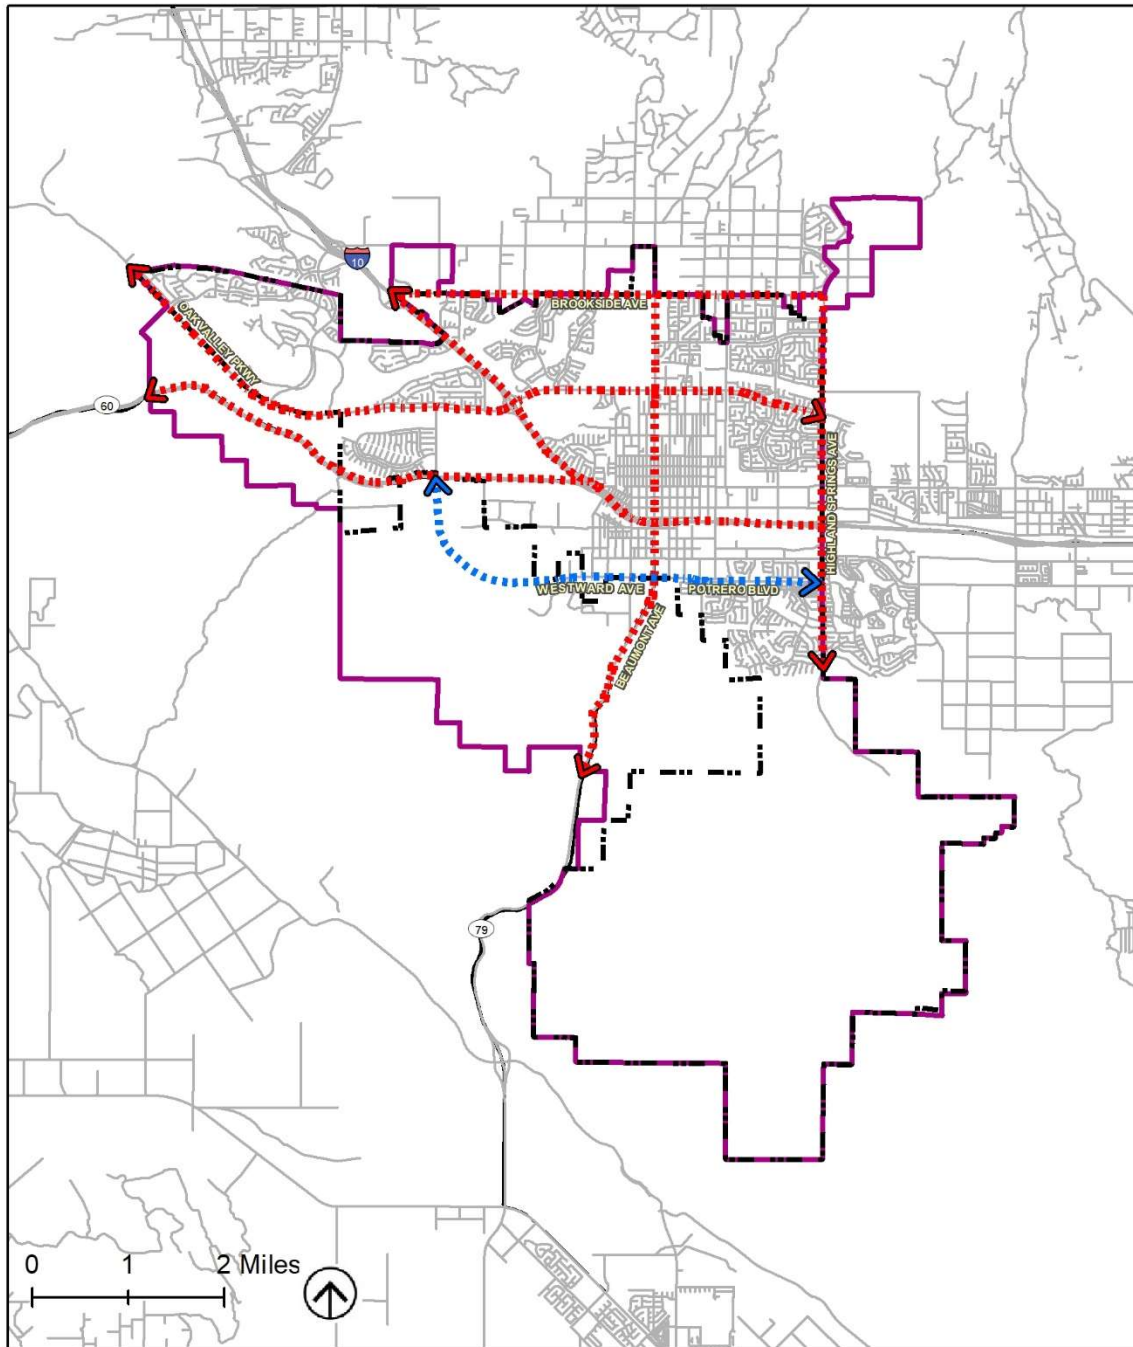 10
BROOKSIDE AVE
OAKVALLEY PKWY
60
HIGHLAND SPRINGS AVE
WESTWARD AVE
POTRERO BLVD
BEAUMONT AVE
79
0 1 2 Miles